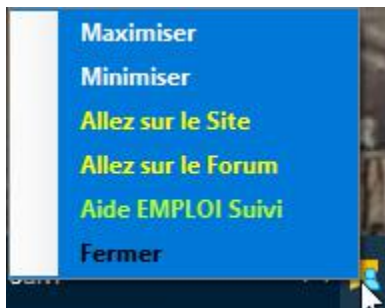 Maximiser
Minimiser
Allez sur le Site
Allez sur le Forum
Aide EMPLOI Suivi
Fermer